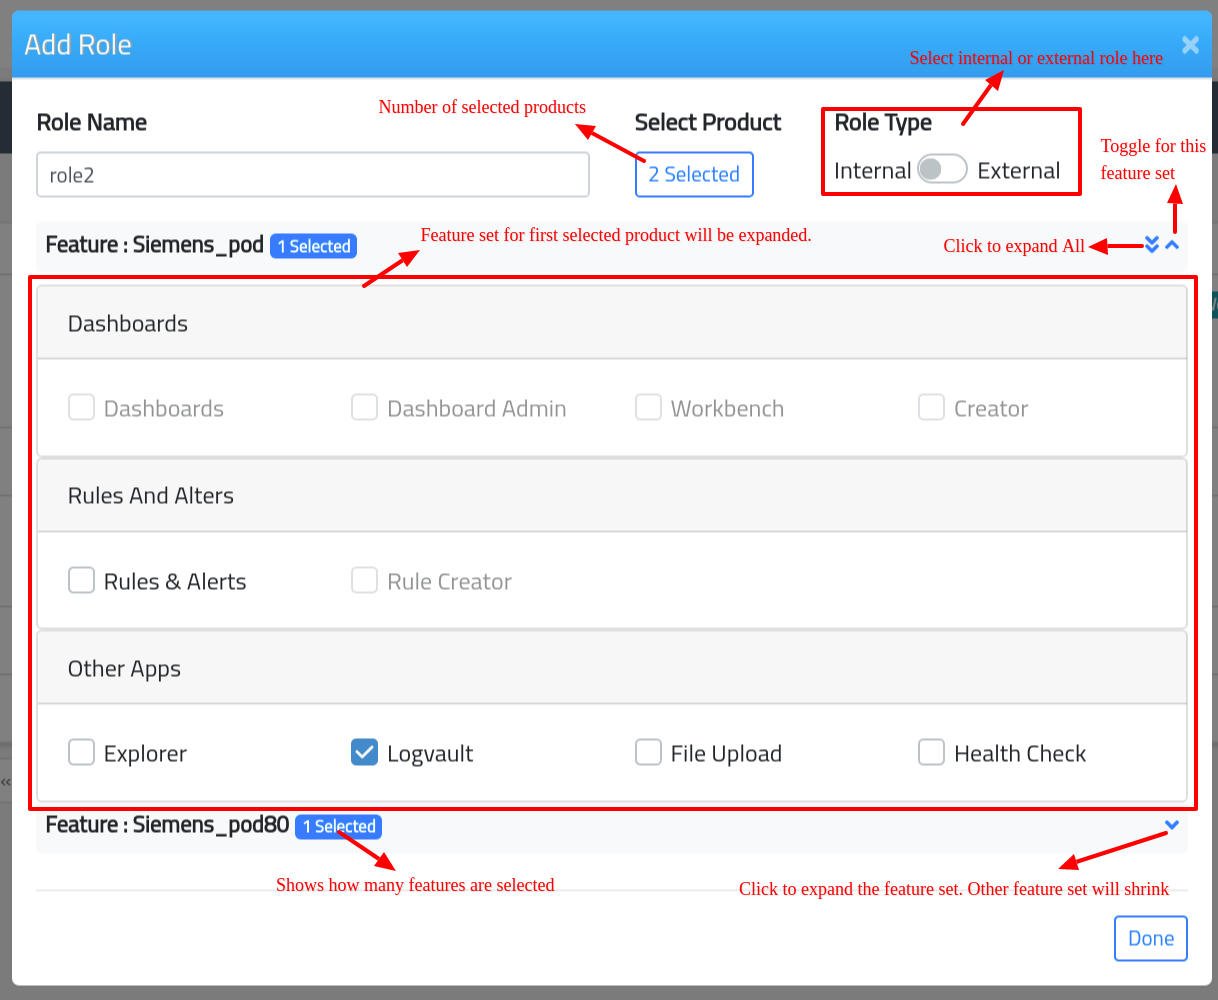 Add Role
×
Select internal or external role here
Number of selected products
Role Name
Select Product
Role Type
Toggle for this
feature set
role2
2 Selected
Internal
External
Feature : Siemens_pod 1 Selected
Feature set for first selected product will be expanded.
Click to expand All
Dashboards
Dashboards
Dashboard Admin
Workbench
Creator
Rules And Alters
Rules & Alerts
Rule Creator
Other Apps
Explorer
Logvault
File Upload
Health Check
«
Feature : Siemens_pod80 1 Selected
Shows how many features are selected
Click to expand the feature set. Other feature set will shrink
Done